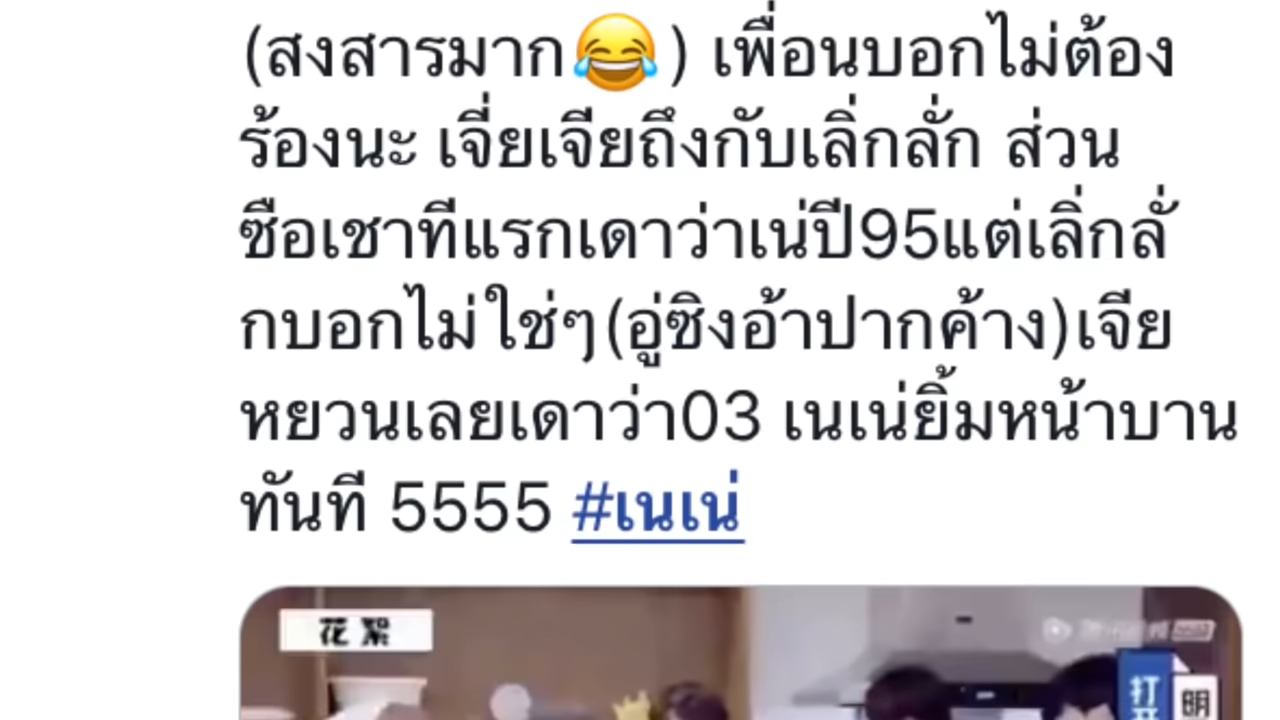 (สงสารมาก😂) เพื่อนบอกไม่ต้อง
ร้องนะ เจี่ยเจียถึงกับเลิ่กลั่ก ส่วน
ซือเชาทีแรกเดาว่าเน่ปี95แต่เลิ่กลั่
กบอกไม่ใช่ๆ(อู่ซิงอ้าปากค้าง)เจีย
หยวนเลยเดาว่า03 เนเน่ยิ้มหน้าบาน
ทันที 5555 #เนเน่
花絮
打
明